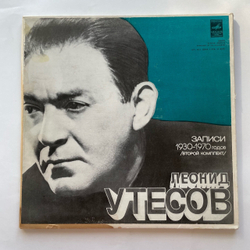 ЗАПИСИ
1930-1970 годов
/ВТОРОЙ КОМПЛЕКТ/
ЛЕОНИД
УТЕСОВ